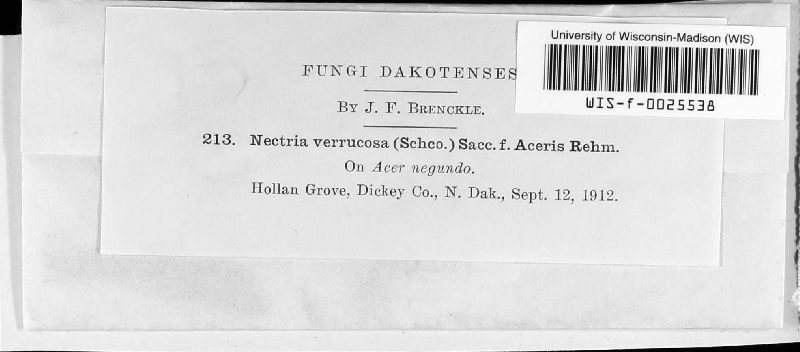 University of Wisconsin-Madison (WIS)
WIS-f-0025538
FUNGI DAKOTENSES
BY J. F. BRENCKLE.
213. Nectria verrucosa (Schco.) Sacc. f. Aceris Rehm.
On Acer negundo.
Hollan Grove, Dickey Co., N. Dak., Sept. 12, 1912.